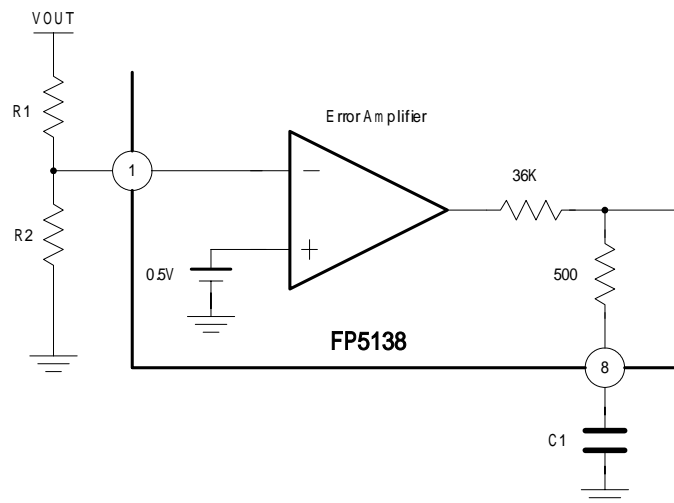 VOUT
R1
Error Amplifier
1
−
36K
R2
+
0.5V
500
FP5138
8
C1